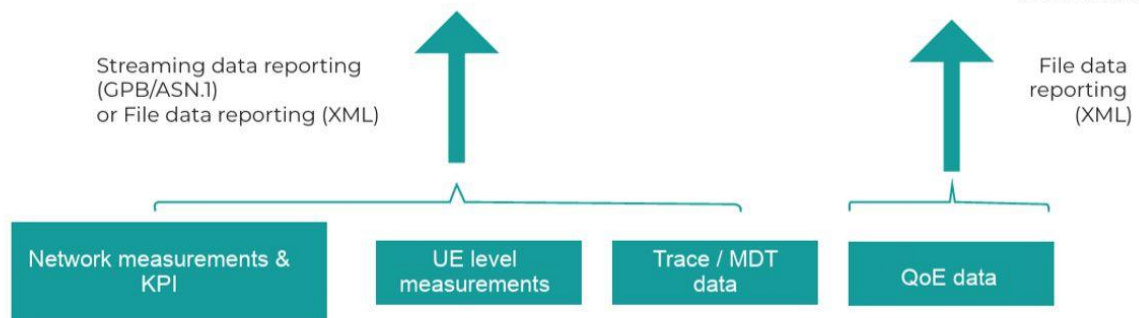 Streaming data reporting
(GPB/ASN.1)
or File data reporting (XML)
File data
reporting
(XML)
Network measurements &
KPI
UE level
measurements
Trace / MDT
data
QoE data